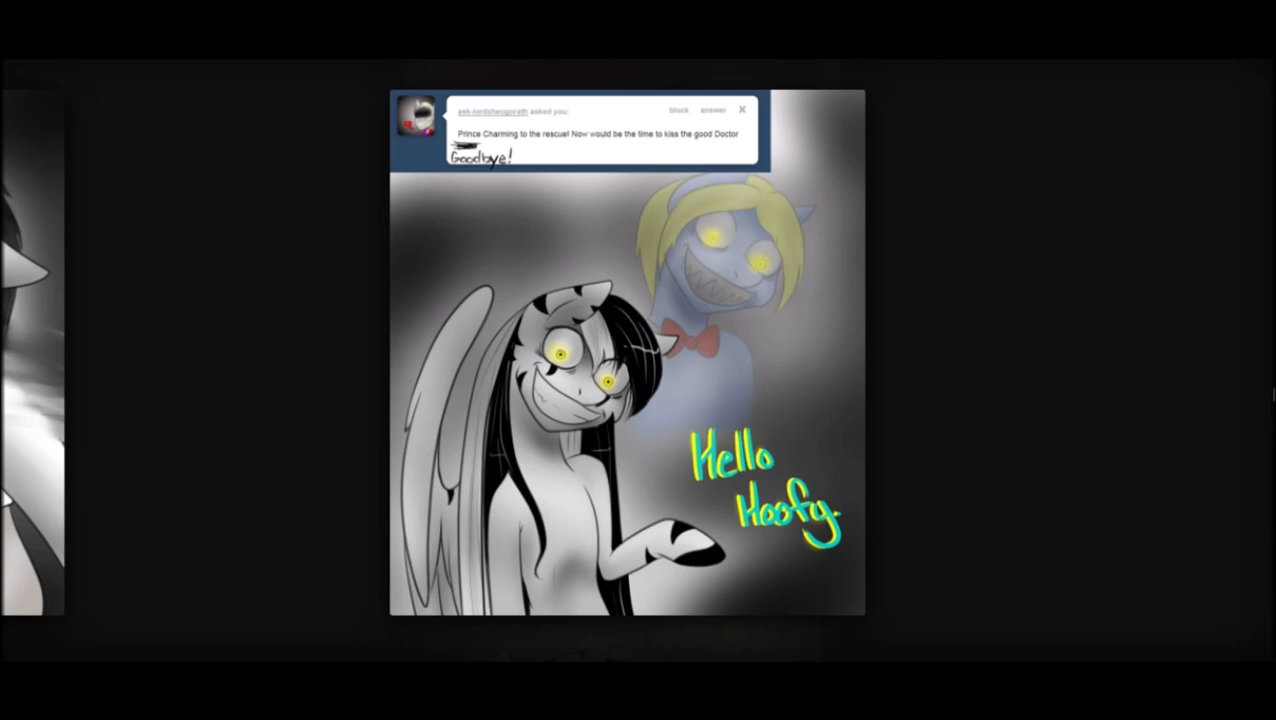 ask-lordsheogorath asked you:
block answer X
Prince Charming to the rescue! Now would be the time to kiss the good Doctor
Goodbye!
Hello
Hoofy.